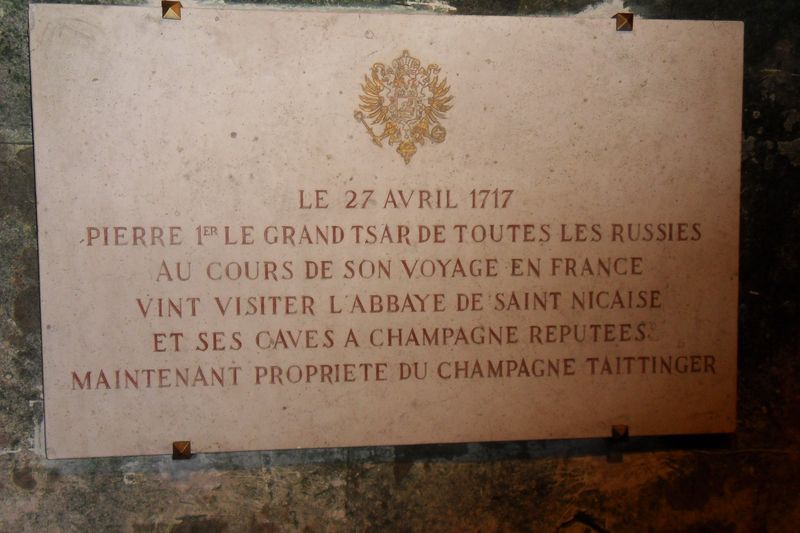 LE 27 AVRIL 1717
PIERRE 1ER LE GRAND TSAR DE TOUTES LES RUSSIES
AU COURS DE SON VOYAGE EN FRANCE
VINT VISITER L'ABBAYE DE SAINT NICAISE
ET SES CAVES A CHAMPAGNE REPUTEES
MAINTENANT PROPRIETE DU CHAMPAGNE TAITTINGER